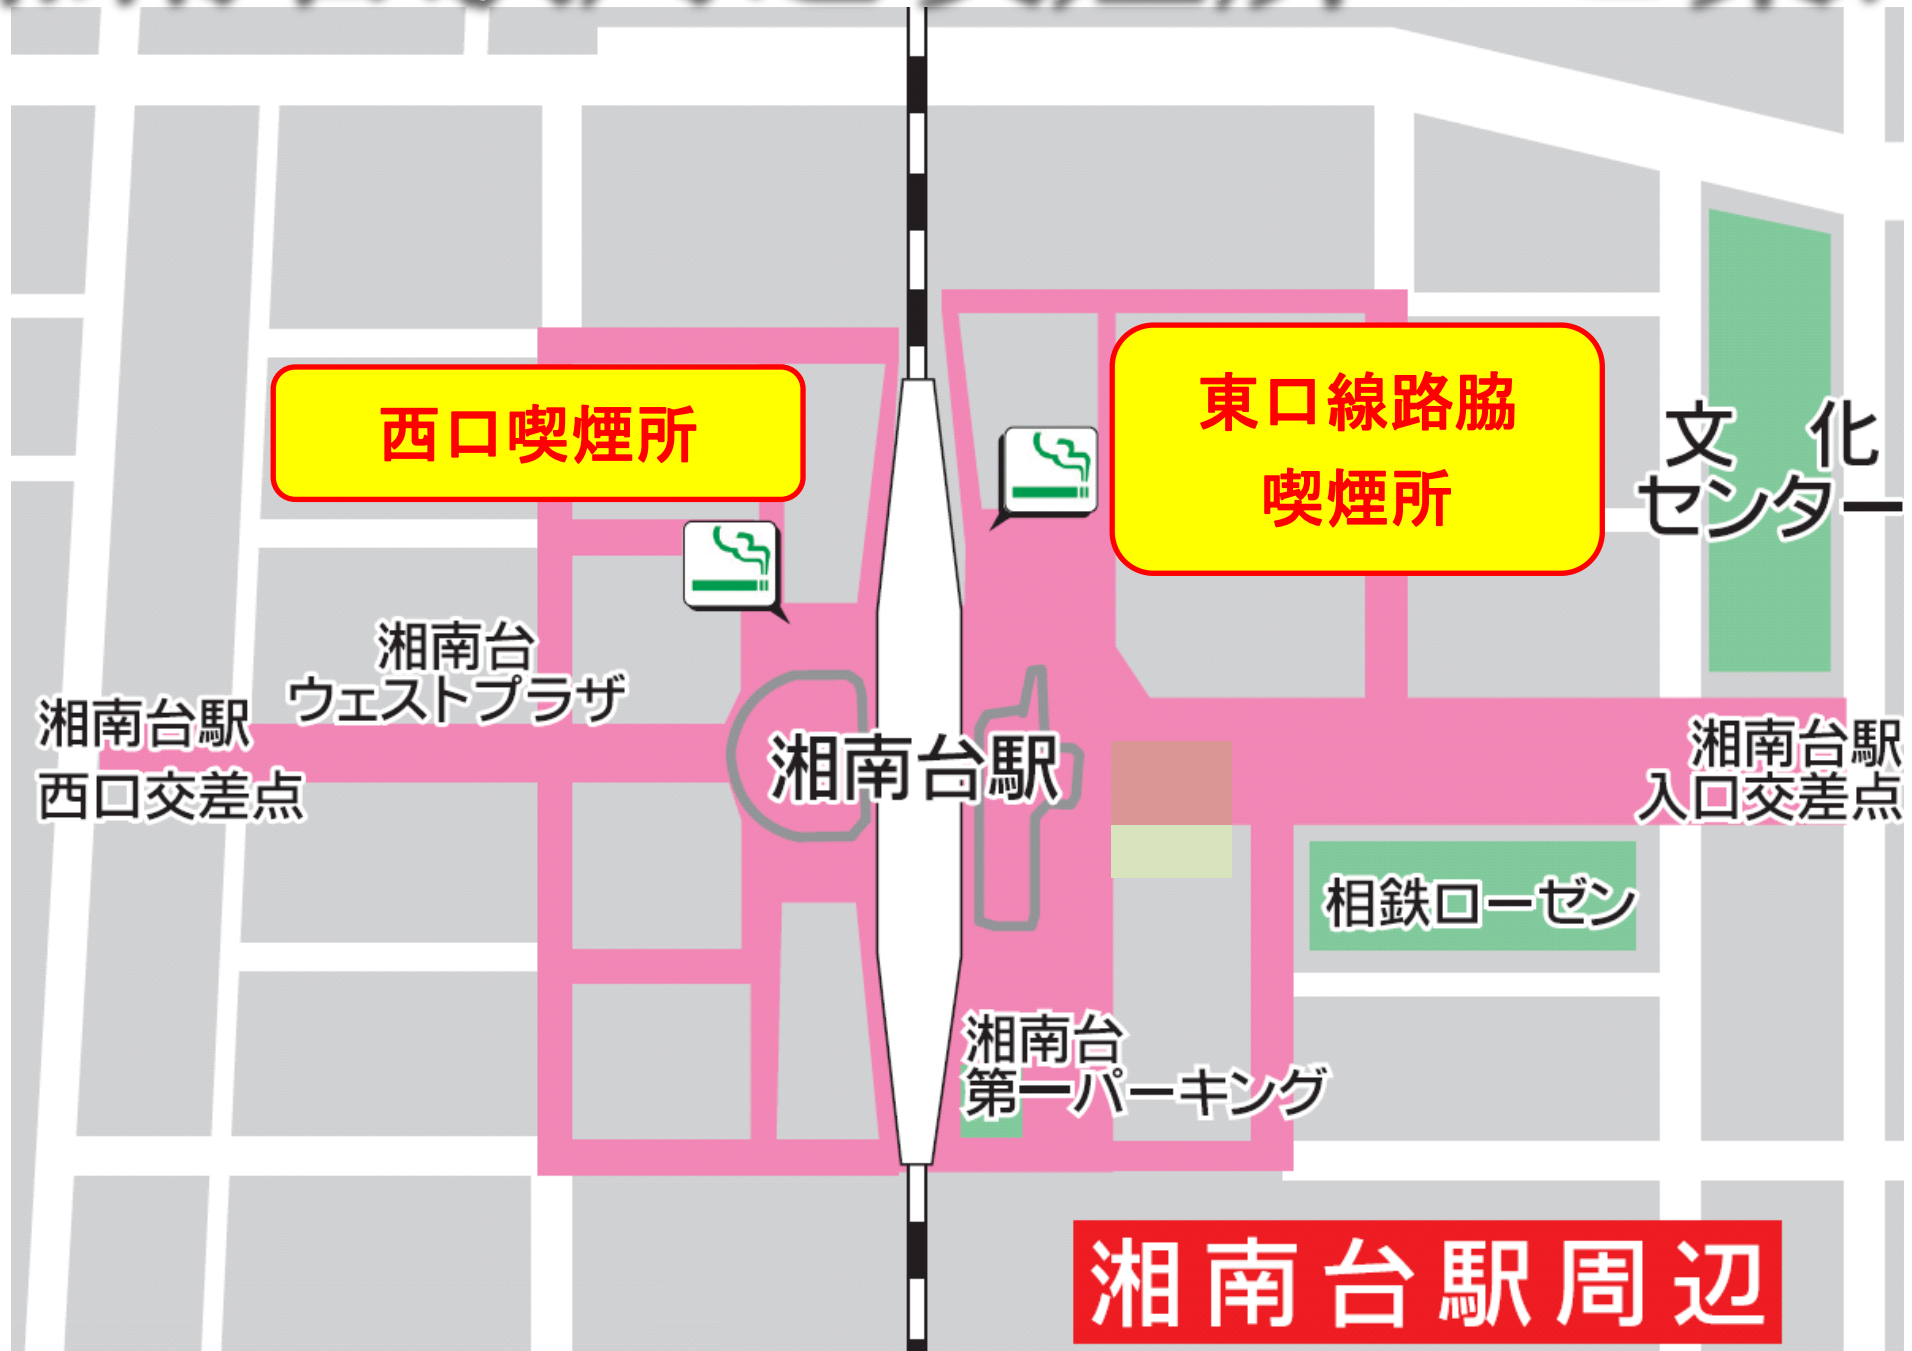 西口喫煙所
東口線路脇
喫煙所
文 化
センター
湘南台
ウェストプラザ
湘南台駅
西口交差点
湘南台駅
湘南台駅
入口交差点
相鉄ローゼン
湘南台
第一パーキング
湘南台駅周辺